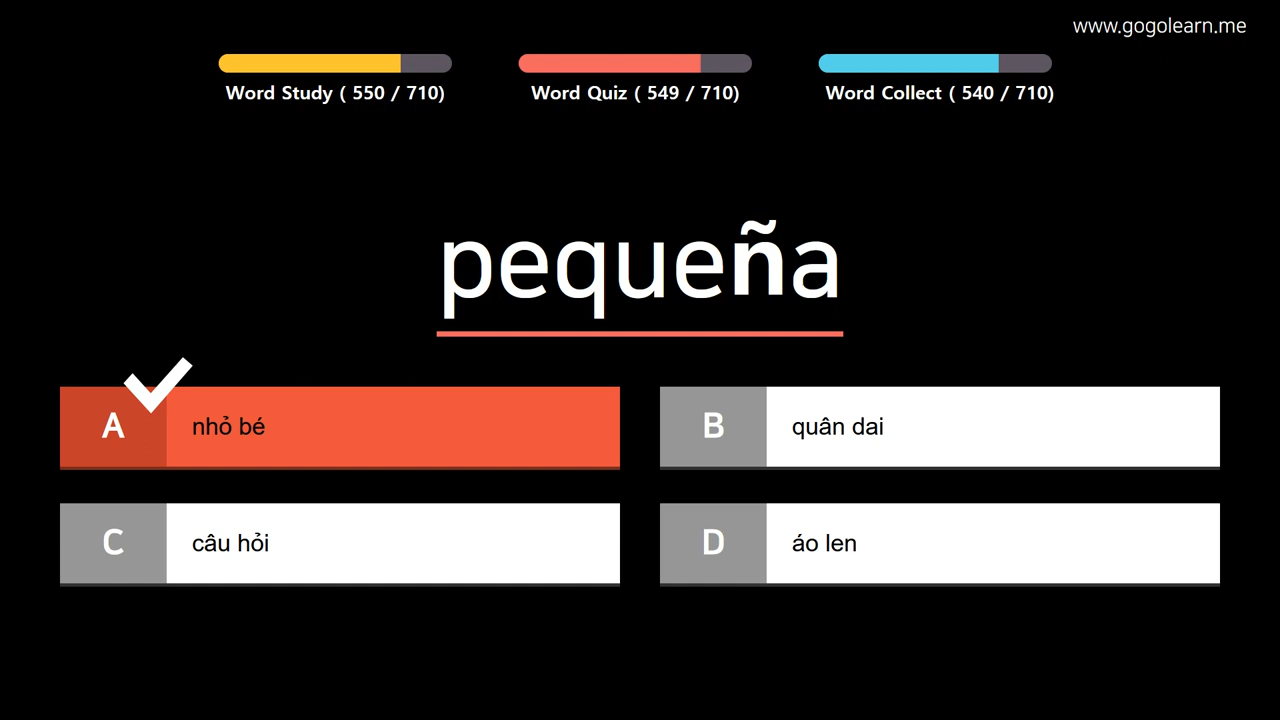 www.gogolearn.me
Word Study ( 550 / 710)
Word Quiz ( 549 / 710)
Word Collect ( 540 / 710)
pequeña
A nhỏ bé
B quân dai
C câu hỏi
D áo len